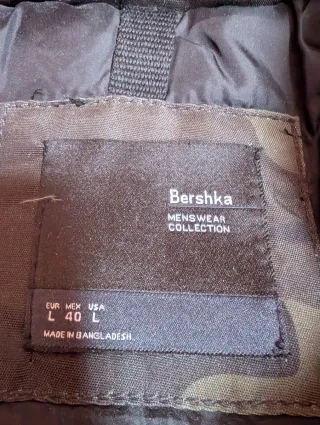 Bershka
MENSWEAR
COLLECTION
EUR MEX USA
L 40 L
MADE IN BANGLADESH